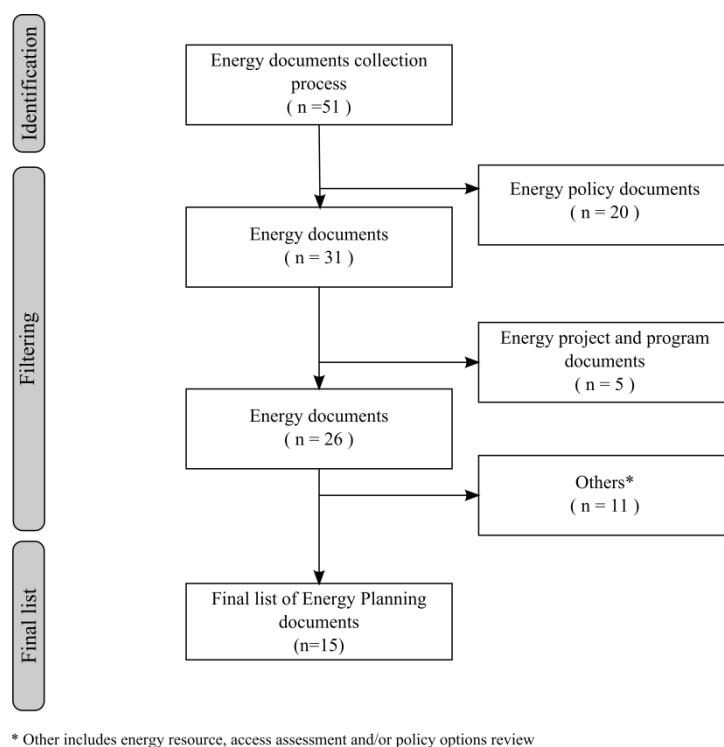 Identification
Energy documents collection
process
( n =51 )
Energy policy documents
( n = 20 )
Filtering
Energy documents
( n = 31 )
Energy project and program
documents
( n = 5 )
Energy documents
( n = 26 )
Others*
( n = 11 )
Final list
Final list of Energy Planning
documents
(n=15)
* Other includes energy resource, access assessment and/or policy options review